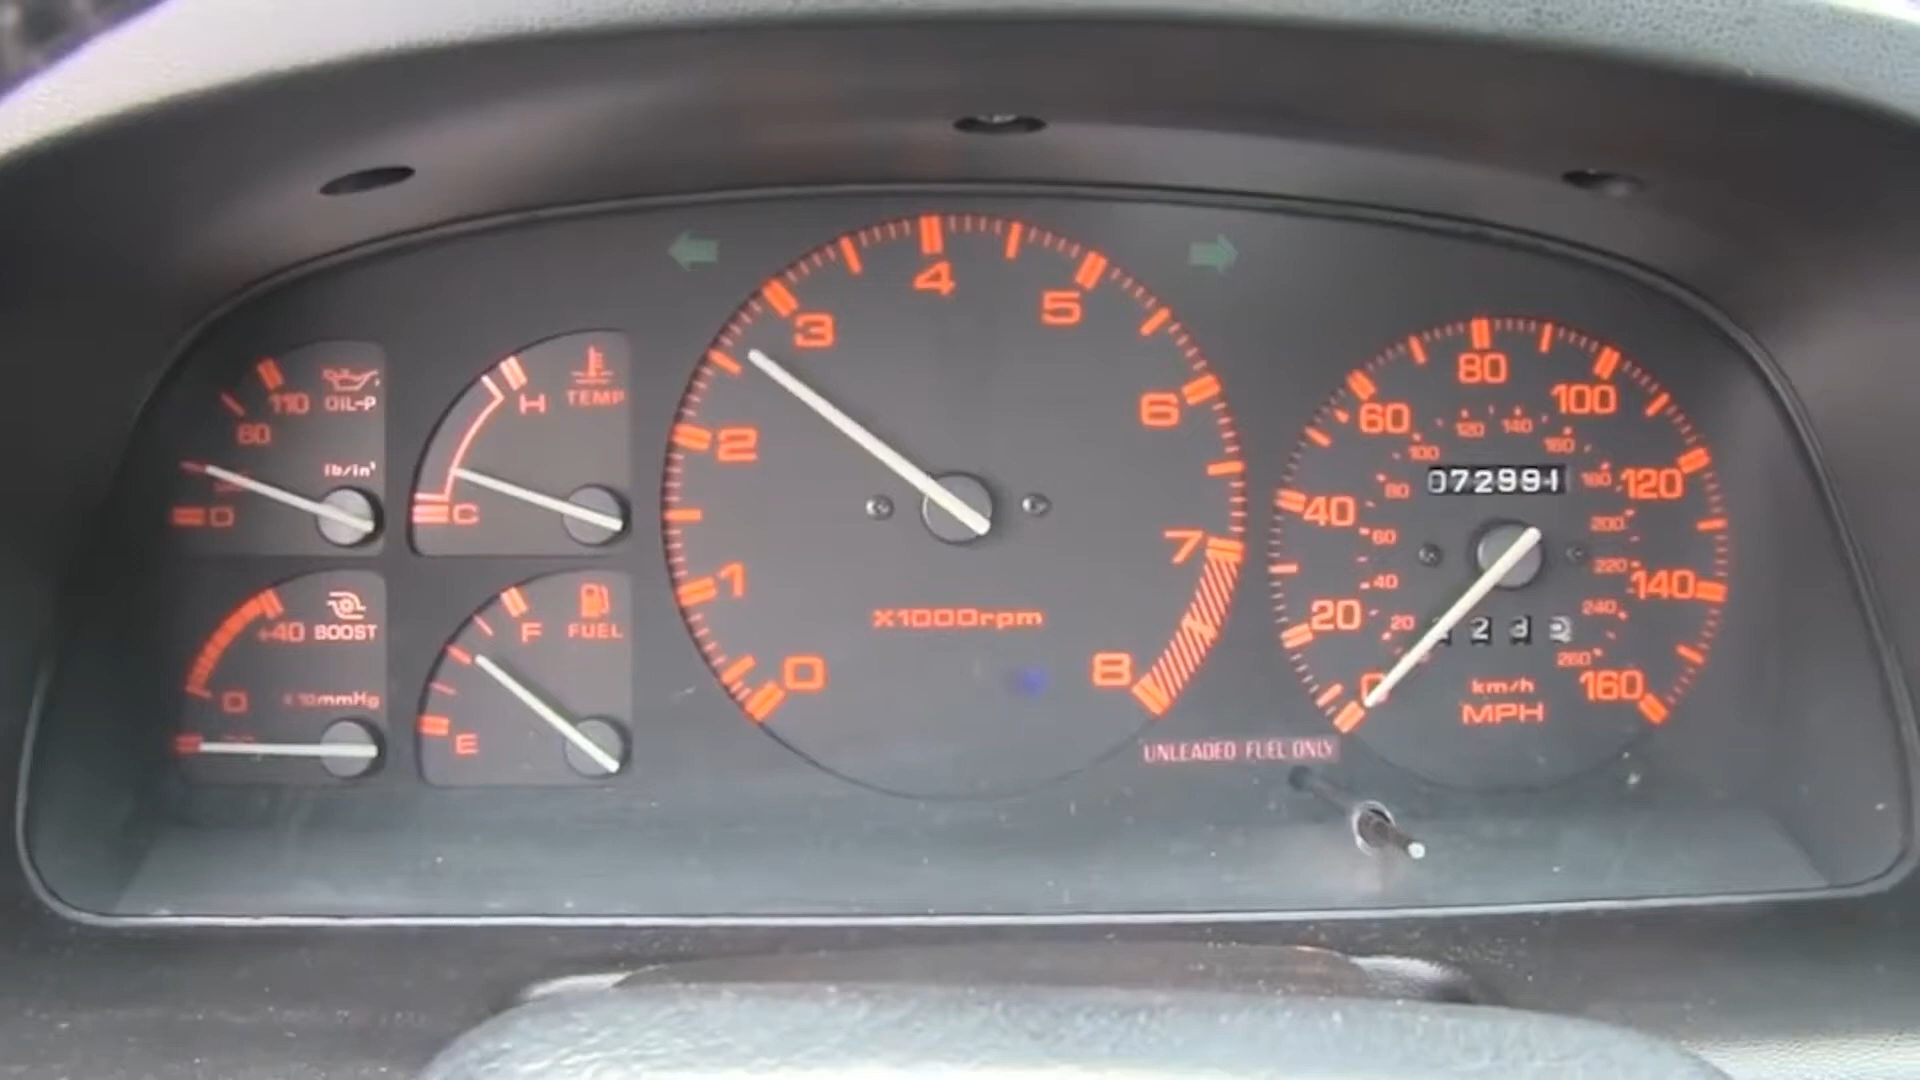 110
OIL-P
60
lb/in²
0
H
TEMP
C
+40
BOOST
0
X10mmHg
F
FUEL
E
0
1
2
3
4
5
6
7
8
X1000rpm
UNLEADED FUEL ONLY
0
20
40
60
80
100
120
140
160
20
40
60
80
100
120
140
160
180
200
220
240
260
072991
km/h
MPH